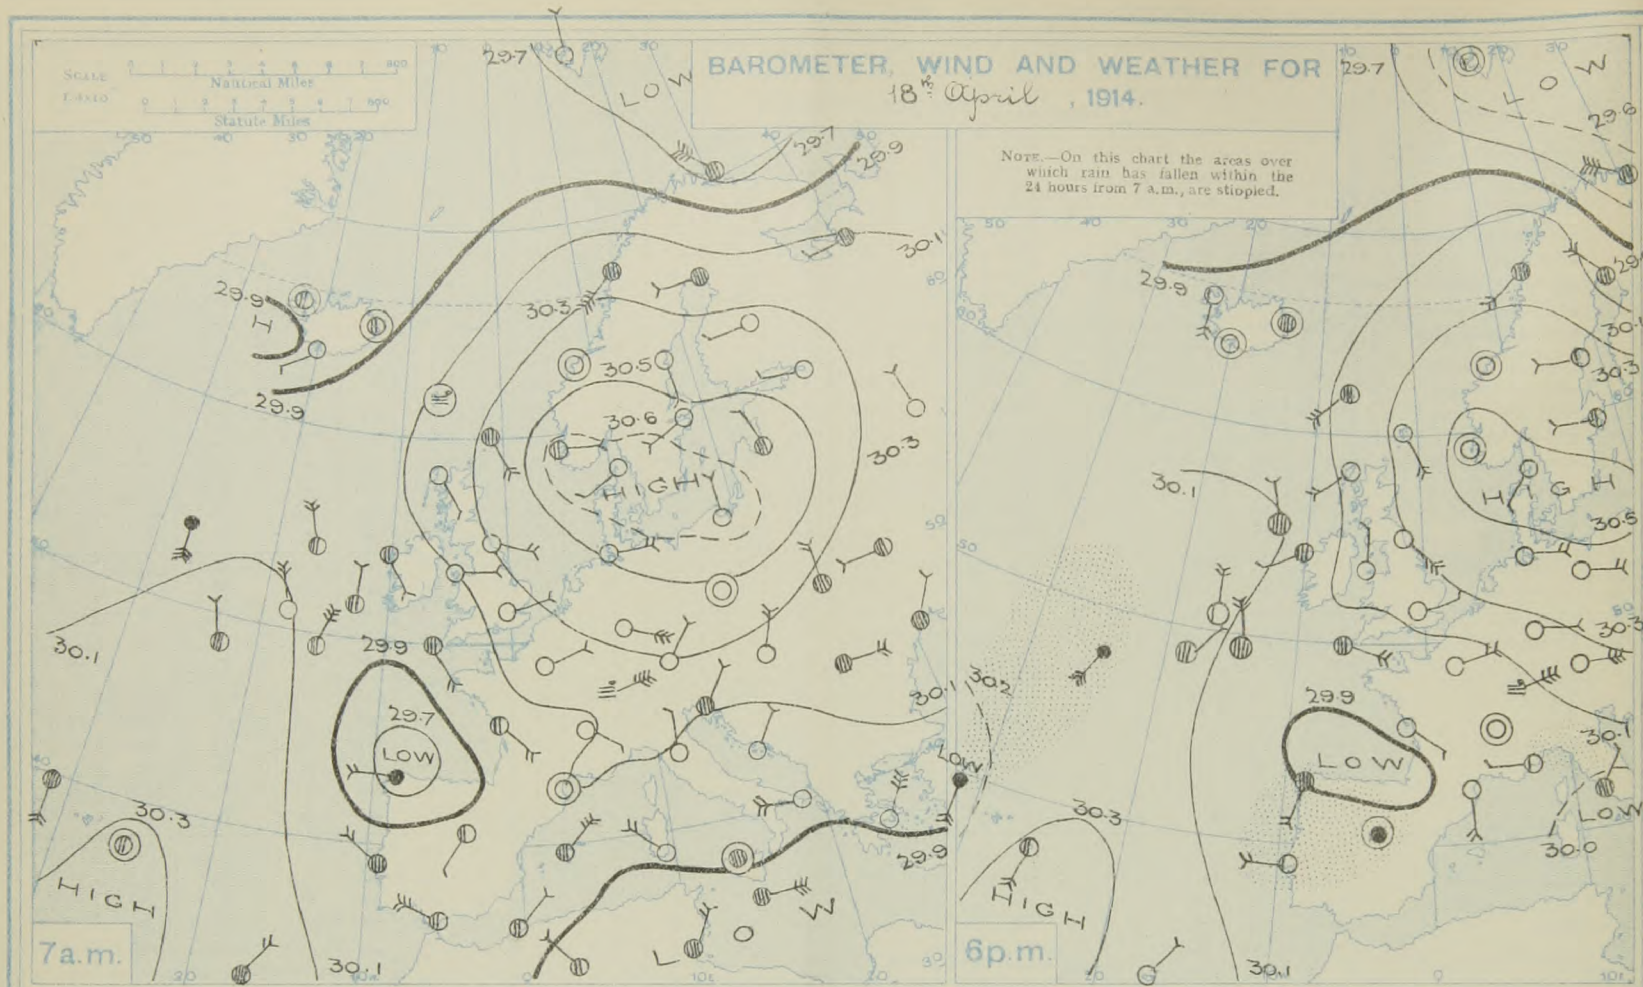 SCALE
Nautical Miles
Statute Miles
BAROMETER, WIND AND WEATHER FOR
18th April, 1914.
NOTE.—On this chart the areas over
which rain has fallen within the
24 hours from 7 a.m., are stippled.
29.7
LOW
29.7
29.9
30.1
29.9
H
29.9
30.3
30.5
30.6
HIGH
30.3
30.1
29.9
29.7
LOW
30.1
30.3
HIGH
29.9
LOW
7a.m.
30.1
29.7
LOW
29.6
29.9
30.1
30.3
30.1
HIGH
30.5
30.3
30.2
29.9
LOW
30.1
LOW
30.3
HIGH
LOW
30.0
6p.m.
30.1